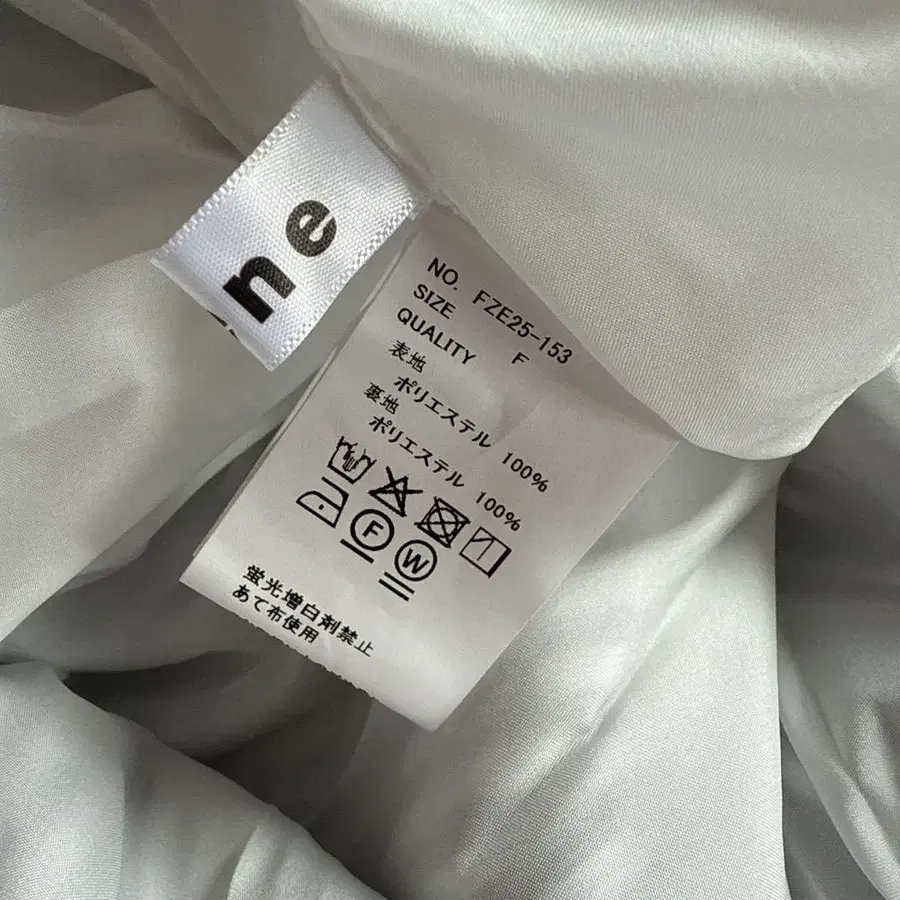 ne
NO. FZE25-153
SIZE F
QUALITY
表地
ポリエステル 100%
裏地
ポリエステル 100%
F
W
蛍光増白剤禁止
あて布使用